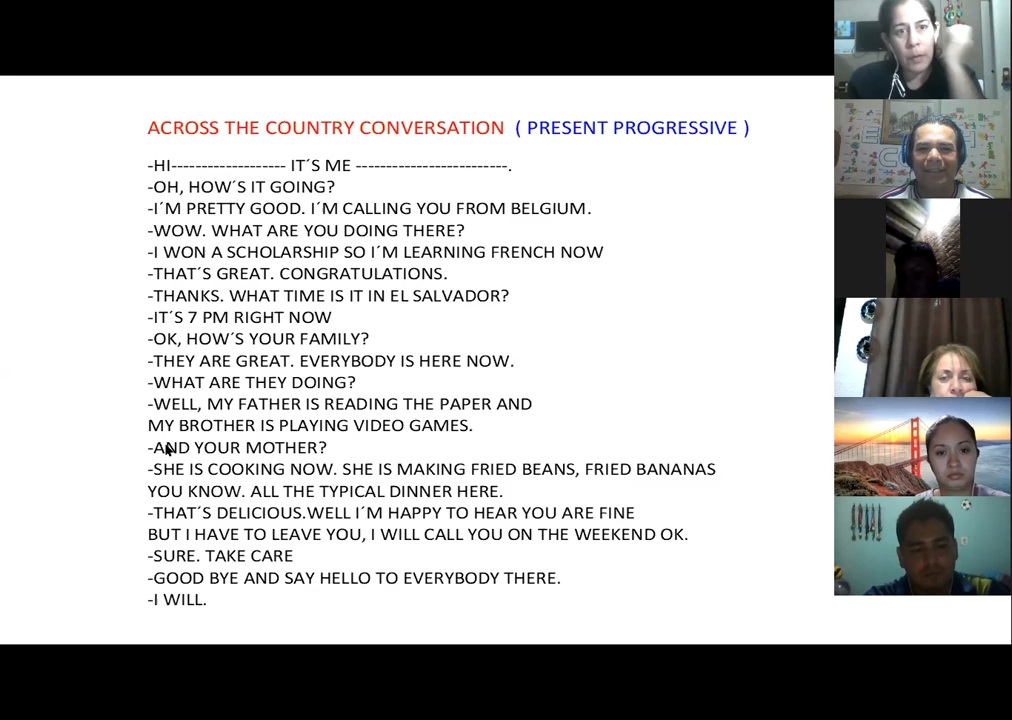 ACROSS THE COUNTRY CONVERSATION ( PRESENT PROGRESSIVE )
-HI------------------- IT´S ME -------------------------.
-OH, HOW´S IT GOING?
-I´M PRETTY GOOD. I´M CALLING YOU FROM BELGIUM.
-WOW. WHAT ARE YOU DOING THERE?
-I WON A SCHOLARSHIP SO I´M LEARNING FRENCH NOW
-THAT´S GREAT. CONGRATULATIONS.
-THANKS. WHAT TIME IS IT IN EL SALVADOR?
-IT´S 7 PM RIGHT NOW
-OK, HOW´S YOUR FAMILY?
-THEY ARE GREAT. EVERYBODY IS HERE NOW.
-WHAT ARE THEY DOING?
-WELL, MY FATHER IS READING THE PAPER AND
MY BROTHER IS PLAYING VIDEO GAMES.
-AND YOUR MOTHER?
-SHE IS COOKING NOW. SHE IS MAKING FRIED BEANS, FRIED BANANAS
YOU KNOW. ALL THE TYPICAL DINNER HERE.
-THAT´S DELICIOUS.WELL I´M HAPPY TO HEAR YOU ARE FINE
BUT I HAVE TO LEAVE YOU, I WILL CALL YOU ON THE WEEKEND OK.
-SURE. TAKE CARE
-GOOD BYE AND SAY HELLO TO EVERYBODY THERE.
-I WILL.